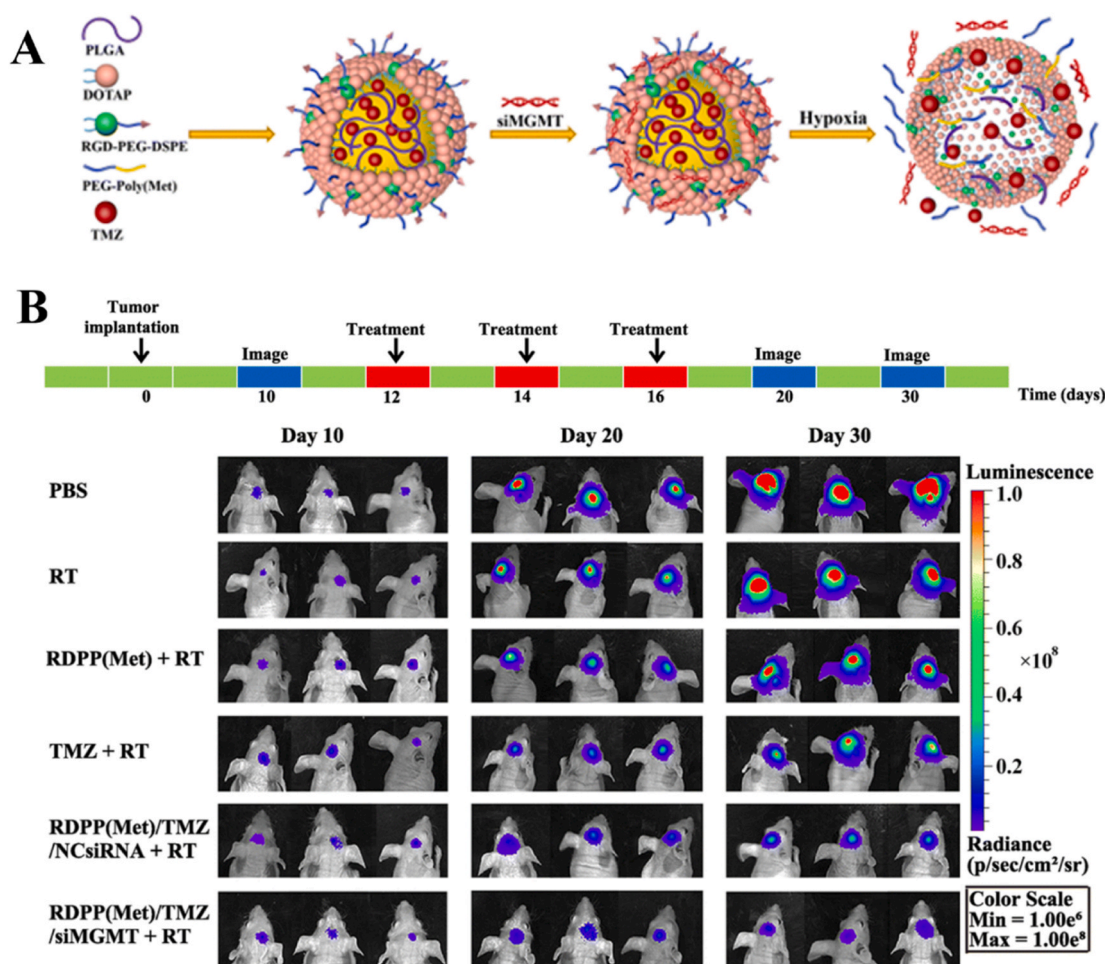 A
PLGA
DOTAP
RGD-PEG-DSPE
PEG-Poly(Met)
TMZ
siMGMT
Hypoxia
B
Tumor
implantation
Image
Treatment
Treatment
Treatment
Image
Image
0
10
12
14
16
20
30
Time (days)
Day 10
Day 20
Day 30
PBS
RT
RDPP(Met) + RT
TMZ + RT
RDPP(Met)/TMZ
/NCsiRNA + RT
RDPP(Met)/TMZ
/siMGMT + RT
Luminescence
1.0
0.8
0.6
×10⁸
0.4
0.2
Radiance
(p/sec/cm²/sr)
Color Scale
Min = 1.00e⁶
Max = 1.00e⁸